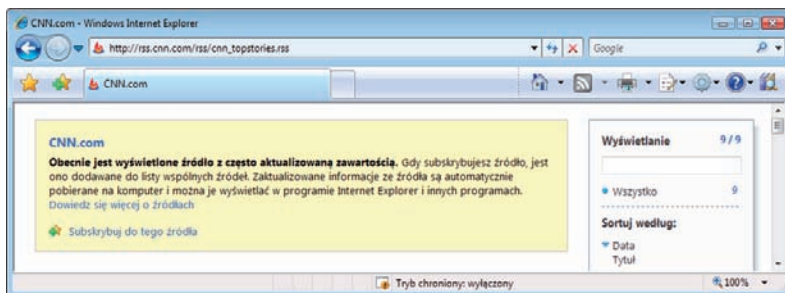 CNN.com - Windows Internet Explorer
http://rss.cnn.com/rss/cnn_topstories.rss
Google
CNN.com
CNN.com
Obecnie jest wyświetlone źródło z często aktualizowaną zawartością. Gdy subskrybujesz źródło, jest
ono dodawane do listy wspólnych źródeł. Zaktualizowane informacje ze źródła są automatycznie
pobierane na komputer i można je wyświetlać w programie Internet Explorer i innych programach.
Dowiedz się więcej o źródłach
Subskrybuj do tego źródła
Wyświetlanie 9 / 9
Wszystko 9
Sortuj według:
Data
Tytuł
Tryb chroniony: wyłączony
100%